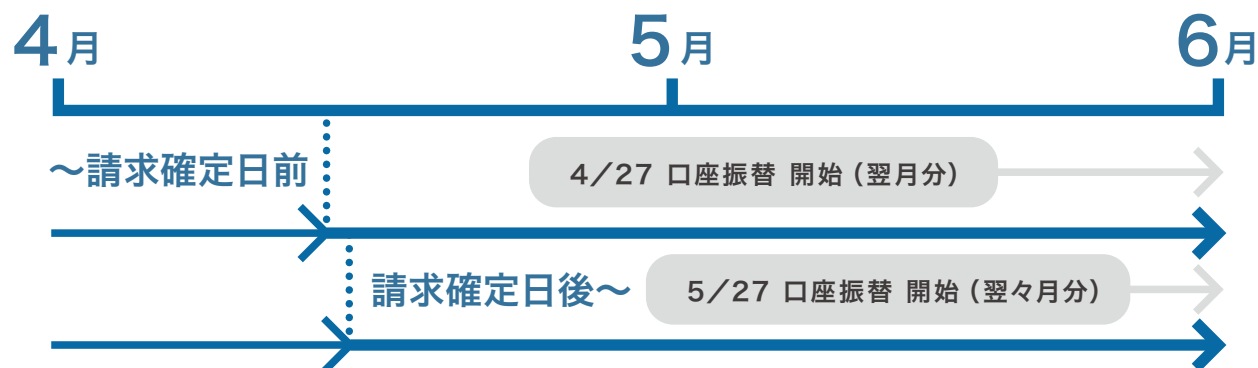 4月 5月 6月
～請求確定日前 4/27 口座振替 開始（翌月分）
請求確定日後～ 5/27 口座振替 開始（翌々月分）